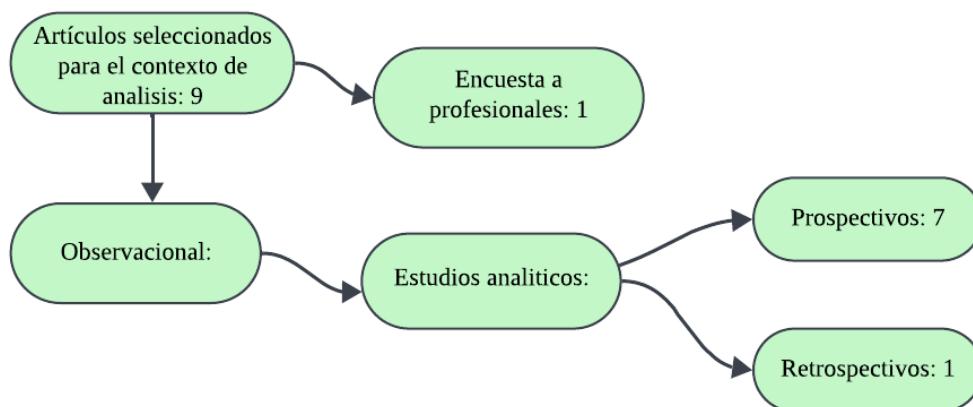 Artículos seleccionados
para el contexto de
analisis: 9
Encuesta a
profesionales: 1
Observacional:
Estudios analiticos:
Prospectivos: 7
Retrospectivos: 1